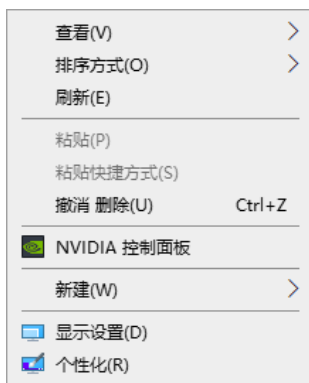 查看(V)
排序方式(O)
刷新(E)
粘贴(P)
粘贴快捷方式(S)
撤消 删除(U) Ctrl+Z
NVIDIA 控制面板
新建(W)
显示设置(D)
个性化(R)